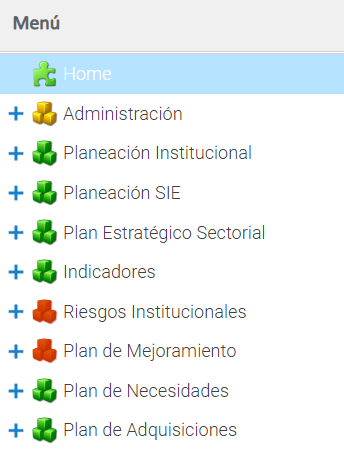 Menú
Home
Administración
Planeación Institucional
Planeación SIE
Plan Estratégico Sectorial
Indicadores
Riesgos Institucionales
Plan de Mejoramiento
Plan de Necesidades
Plan de Adquisiciones